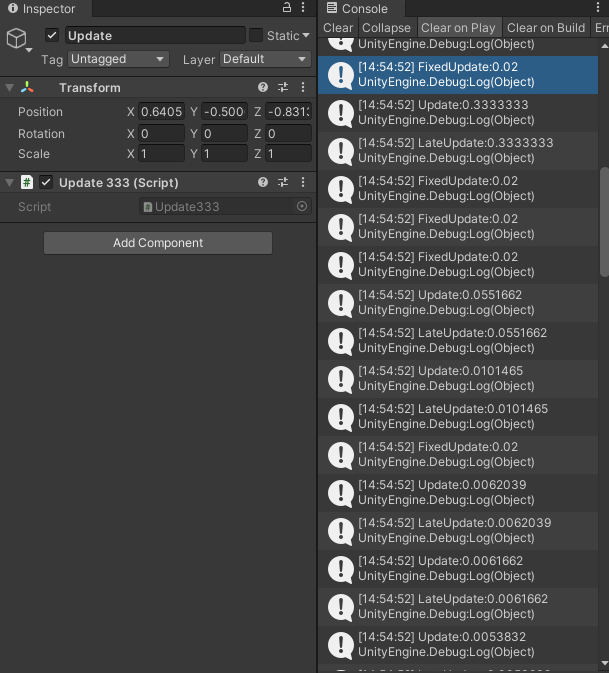 Inspector
Update
Static
Tag Untagged Layer Default
Transform
Position X 0.6405 Y -0.500 Z -0.831
Rotation X 0 Y 0 Z 0
Scale X 1 Y 1 Z 1
# Update 333 (Script)
Script # Update333
Add Component
Console
Clear Collapse Clear on Play Clear on Build
UnityEngine.Debug:Log(Object)
[14:54:52] FixedUpdate:0.02
UnityEngine.Debug:Log(Object)
[14:54:52] Update:0.3333333
UnityEngine.Debug:Log(Object)
[14:54:52] LateUpdate:0.3333333
UnityEngine.Debug:Log(Object)
[14:54:52] FixedUpdate:0.02
UnityEngine.Debug:Log(Object)
[14:54:52] FixedUpdate:0.02
UnityEngine.Debug:Log(Object)
[14:54:52] FixedUpdate:0.02
UnityEngine.Debug:Log(Object)
[14:54:52] Update:0.0551662
UnityEngine.Debug:Log(Object)
[14:54:52] LateUpdate:0.0551662
UnityEngine.Debug:Log(Object)
[14:54:52] Update:0.0101465
UnityEngine.Debug:Log(Object)
[14:54:52] LateUpdate:0.0101465
UnityEngine.Debug:Log(Object)
[14:54:52] FixedUpdate:0.02
UnityEngine.Debug:Log(Object)
[14:54:52] Update:0.0062039
UnityEngine.Debug:Log(Object)
[14:54:52] LateUpdate:0.0062039
UnityEngine.Debug:Log(Object)
[14:54:52] Update:0.0061662
UnityEngine.Debug:Log(Object)
[14:54:52] LateUpdate:0.0061662
UnityEngine.Debug:Log(Object)
[14:54:52] Update:0.0053832
UnityEngine.Debug:Log(Object)